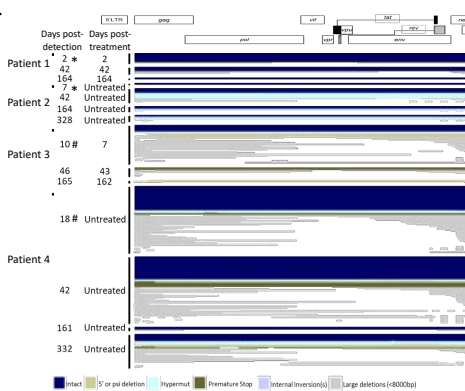 5'LTR
gag
vif
tat
rev
ne
vpu
pol
vpr
env
Days post- Days post-
detection treatment
Patient 1
2 * 2
42 42
164 164
Patient 2
7 * Untreated
42 Untreated
164 Untreated
328 Untreated
Patient 3
10 # 7
46 43
165 162
Patient 4
18 # Untreated
42 Untreated
161 Untreated
332 Untreated
Intact 5' or psi deletion Hypermut Premature Stop Internal Inversion(s) Large deletions (<8000bp)